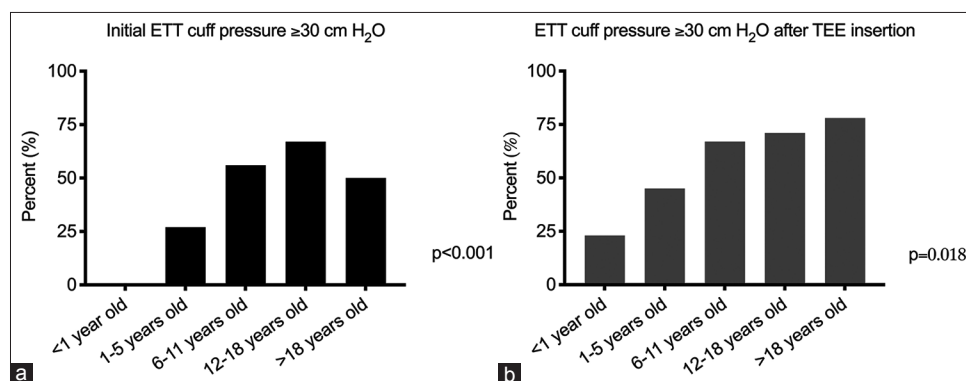 Initial ETT cuff pressure ≥30 cm H₂O
100
75
50
25
0
Percent (%)
<1 year old
1-5 years old
6-11 years old
12-18 years old
>18 years old
p<0.001
a
ETT cuff pressure ≥30 cm H₂O after TEE insertion
100
75
50
25
0
Percent (%)
<1 year old
1-5 years old
6-11 years old
12-18 years old
>18 years old
p=0.018
b